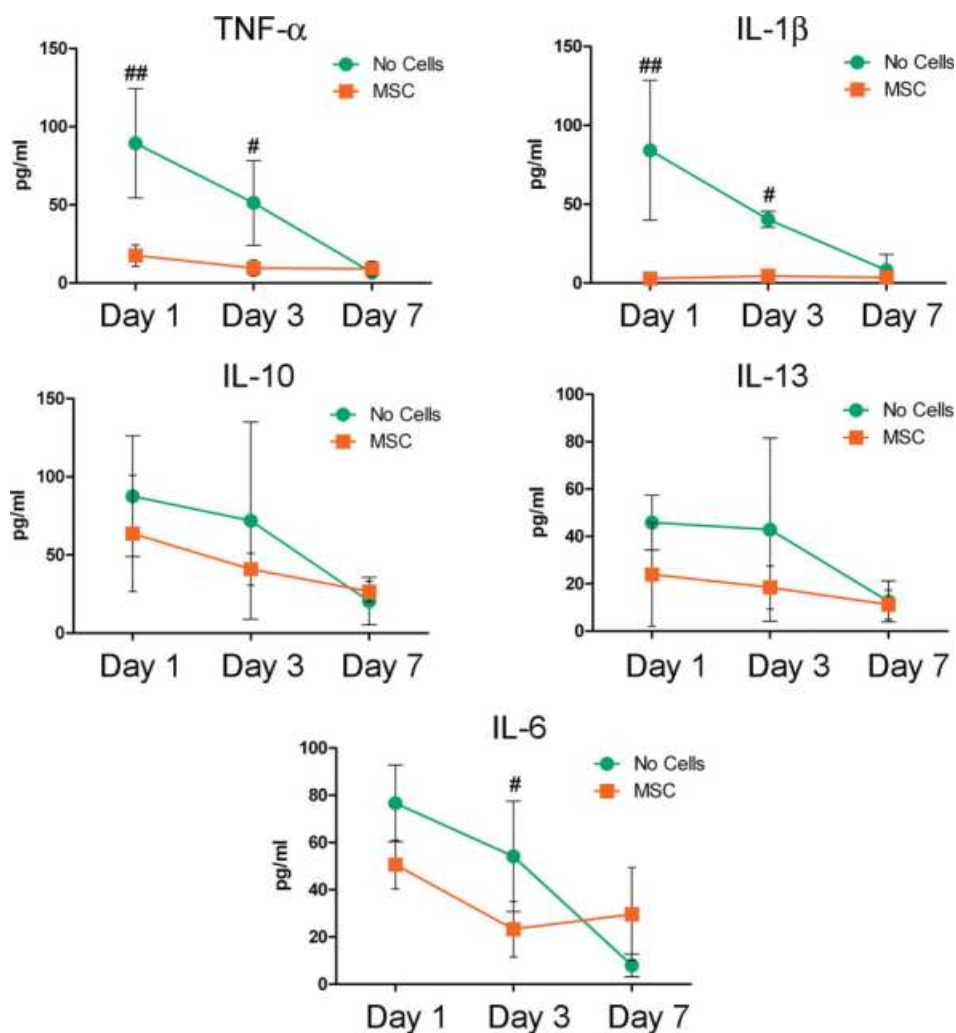 TNF-α
150
100
50
0
pg/ml
##
#
No Cells
MSC
Day 1 Day 3 Day 7
IL-1β
150
100
50
0
pg/ml
##
#
No Cells
MSC
Day 1 Day 3 Day 7
IL-10
150
100
50
0
pg/ml
No Cells
MSC
Day 1 Day 3 Day 7
IL-13
100
80
60
40
20
0
pg/ml
No Cells
MSC
Day 1 Day 3 Day 7
IL-6
100
80
60
40
20
0
pg/ml
#
No Cells
MSC
Day 1 Day 3 Day 7